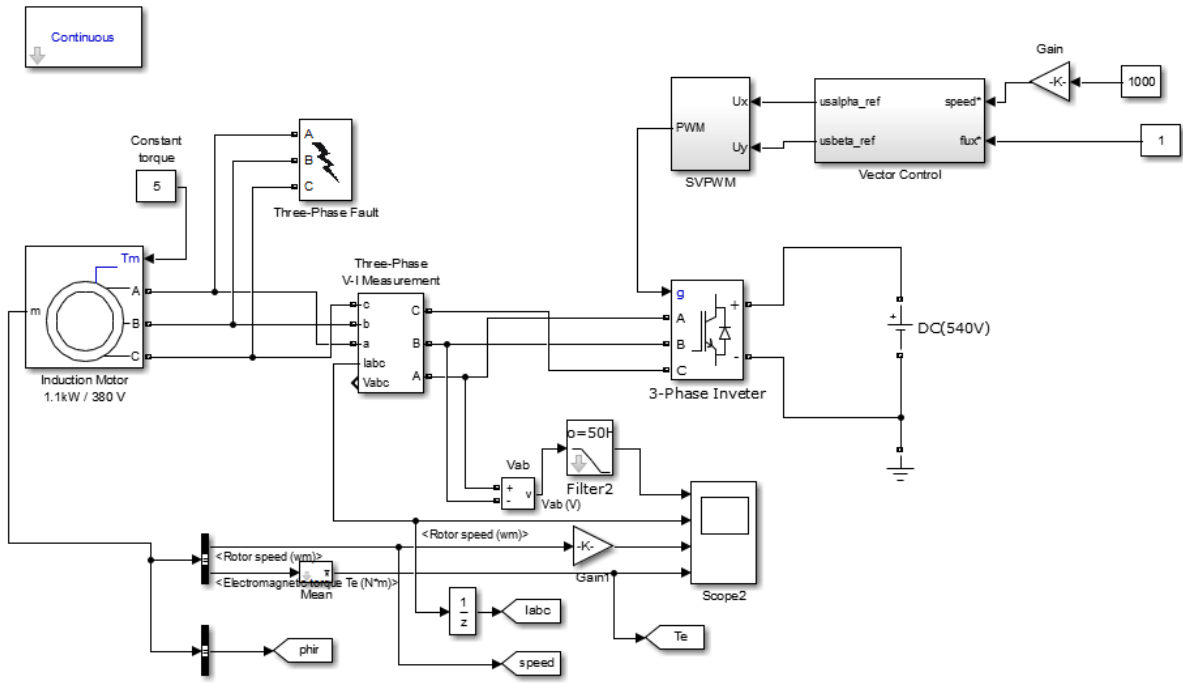 Continuous
Gain
-K-
1000
Ux
usalpha_ref
speed*
PWM
Uy
usbeta_ref
flux*
1
SVPWM
Vector Control
Constant
torque
5
A
B
C
Three-Phase Fault
Tm
m
A
B
C
Induction Motor
1.1kW / 380 V
Three-Phase
V-I Measurement
c
b
a
Iabc
Vabc
C
B
A
g
A
B
C
+
-
3-Phase Inveter
+
DC(540V)
o=50H
Filter2
Vab
+
-
v
Vab (V)
<Rotor speed (wm)>
<Rotor speed (wm)>
-K-
Gain1
<Electromagnetic torque Te (N*m)>
Mean
Scope2
1
z
Iabc
Te
phir
speed